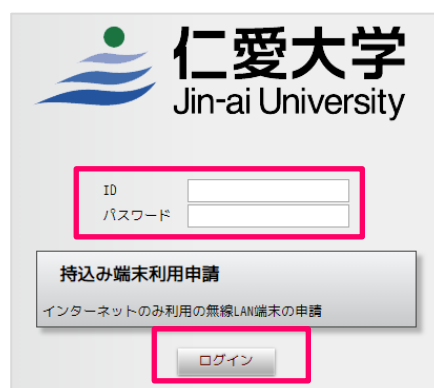 仁愛大学
Jin-ai University
ID
パスワード
持込み端末利用申請
インターネットのみ利用の無線LAN端末の申請
ログイン